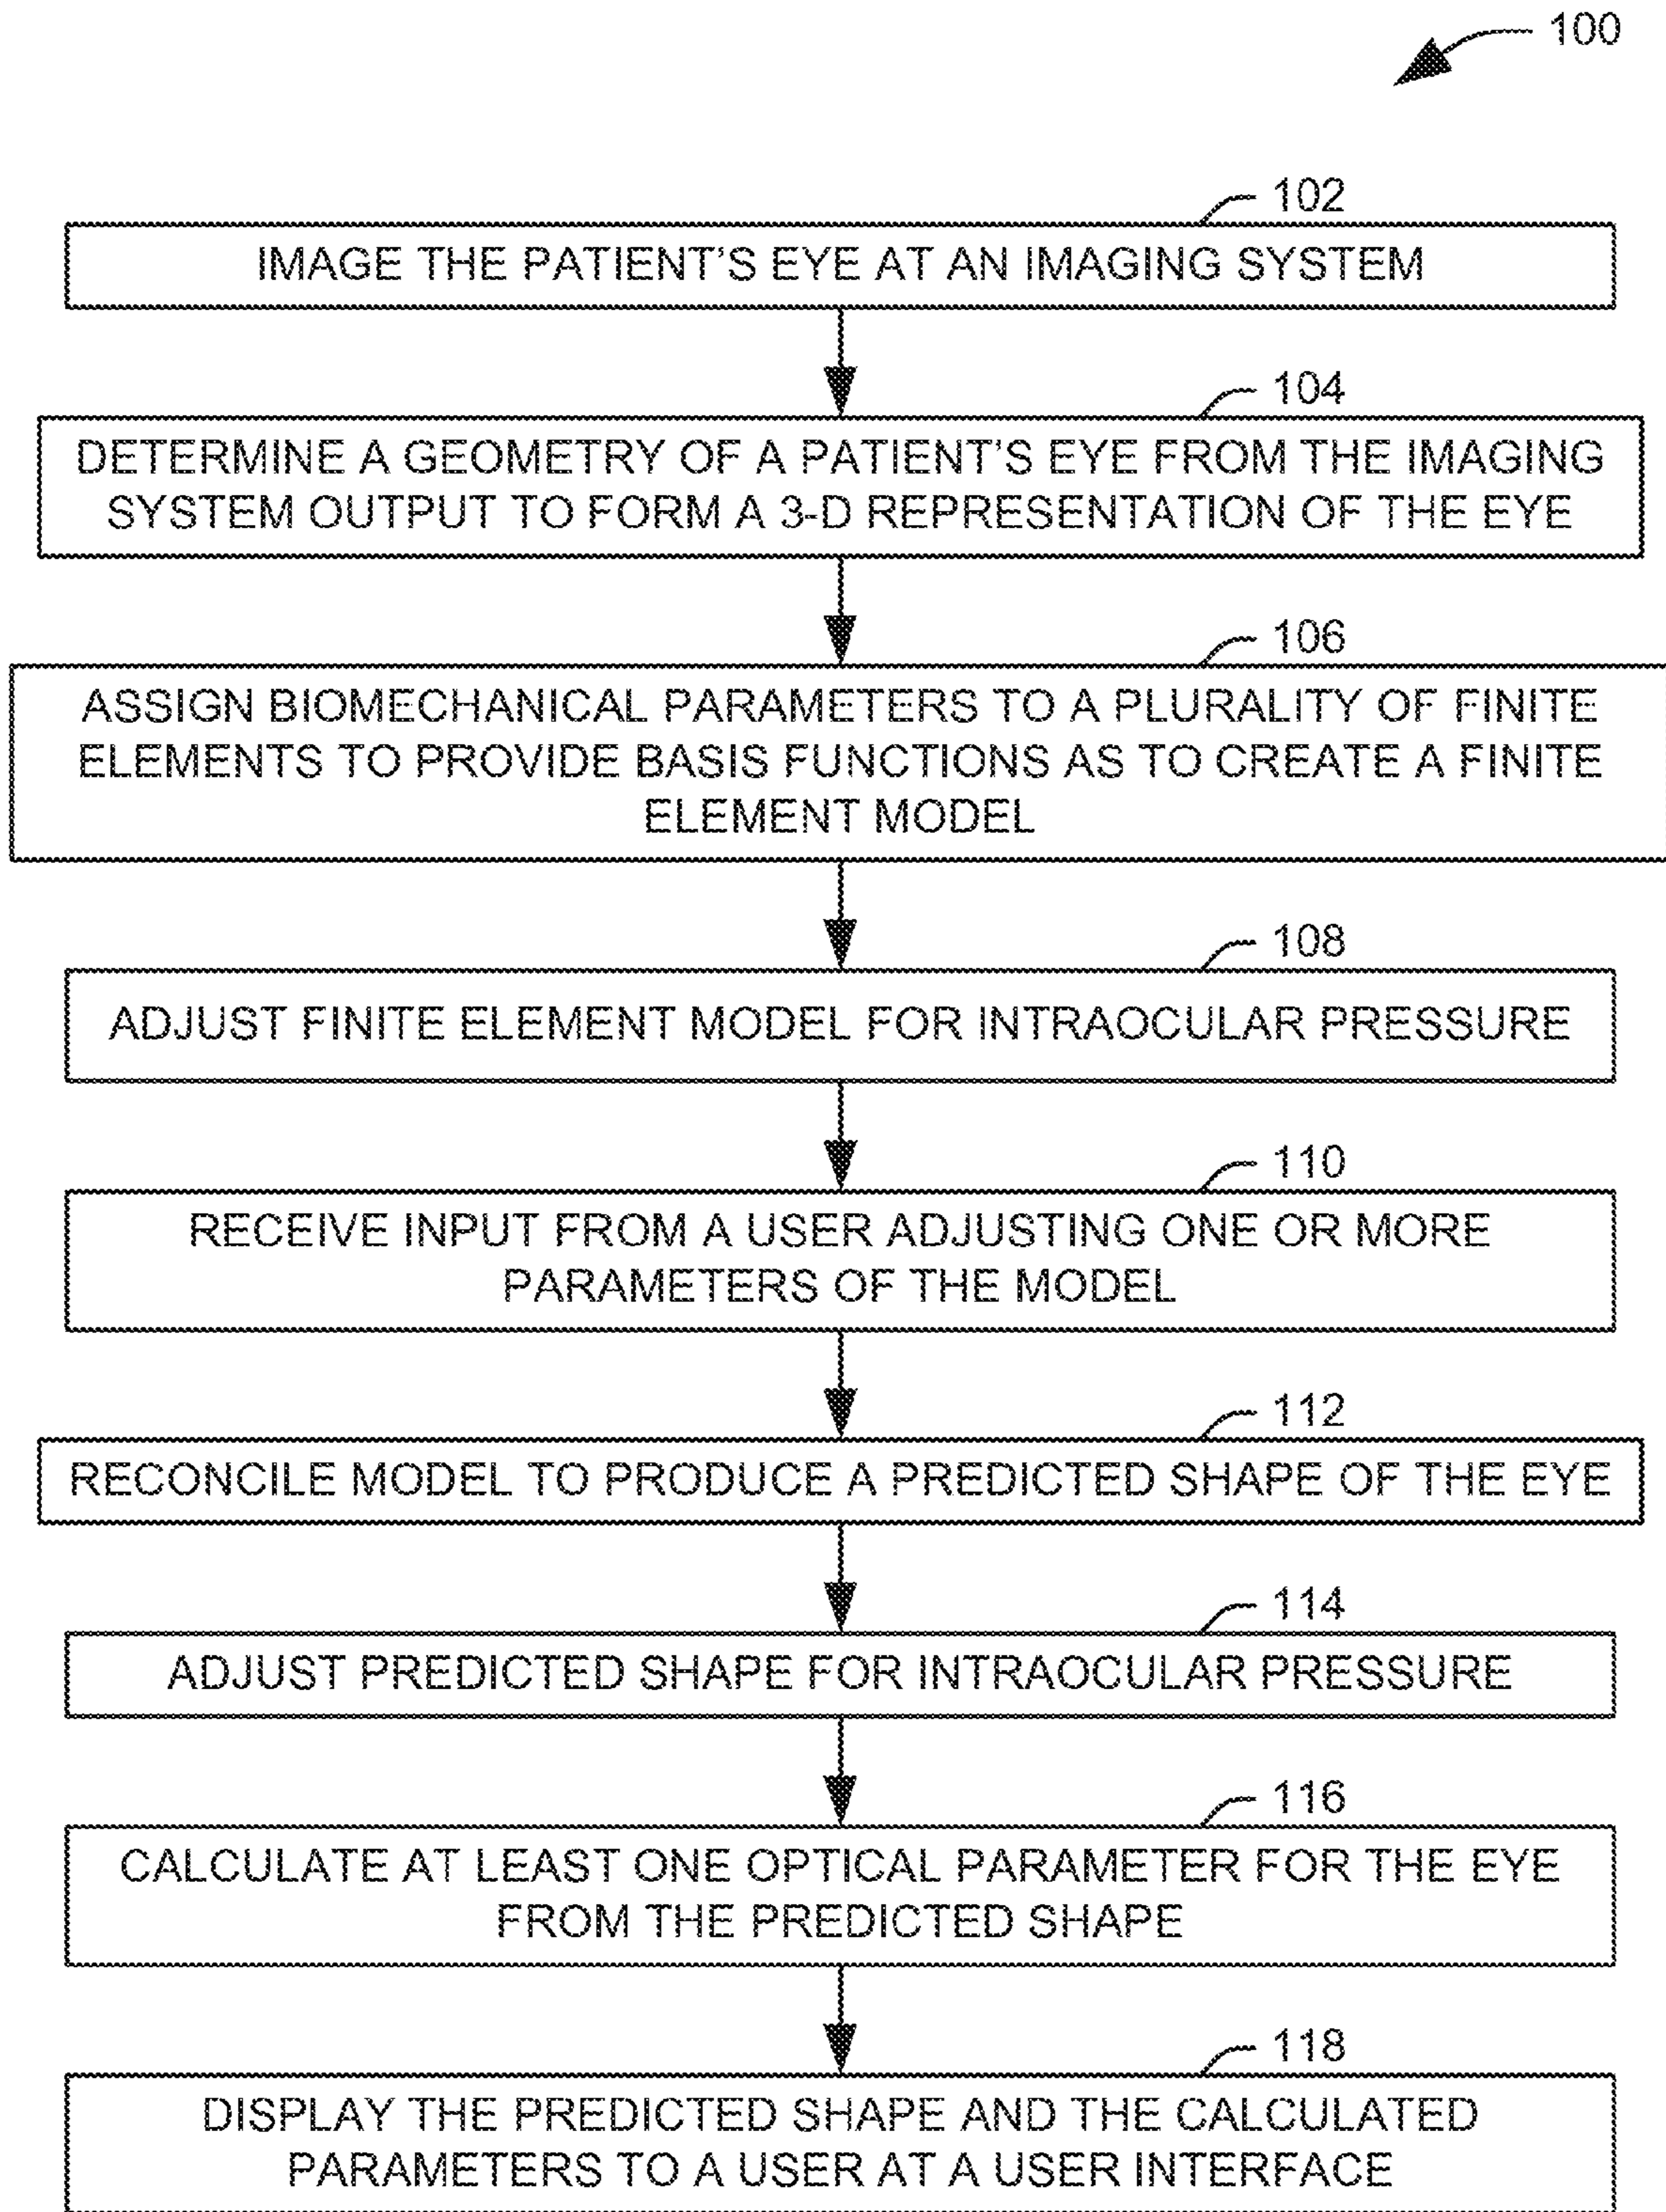 100
102
IMAGE THE PATIENT'S EYE AT AN IMAGING SYSTEM
104
DETERMINE A GEOMETRY OF A PATIENT'S EYE FROM THE IMAGING
SYSTEM OUTPUT TO FORM A 3-D REPRESENTATION OF THE EYE
106
ASSIGN BIOMECHANICAL PARAMETERS TO A PLURALITY OF FINITE
ELEMENTS TO PROVIDE BASIS FUNCTIONS AS TO CREATE A FINITE
ELEMENT MODEL
108
ADJUST FINITE ELEMENT MODEL FOR INTRAOCULAR PRESSURE
110
RECEIVE INPUT FROM A USER ADJUSTING ONE OR MORE
PARAMETERS OF THE MODEL
112
RECONCILE MODEL TO PRODUCE A PREDICTED SHAPE OF THE EYE
114
ADJUST PREDICTED SHAPE FOR INTRAOCULAR PRESSURE
116
CALCULATE AT LEAST ONE OPTICAL PARAMETER FOR THE EYE
FROM THE PREDICTED SHAPE
118
DISPLAY THE PREDICTED SHAPE AND THE CALCULATED
PARAMETERS TO A USER AT A USER INTERFACE